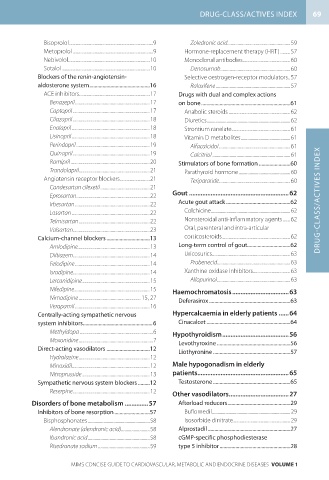 DRUG-CLASS/ACTIVES INDEX 69
Bisoprolol...9
Metoprolol...9
Nebivolol...10
Sotalol...10
Blockers of the renin-angiotensin-
aldosterone system...16
ACE inhibitors...17
Benazepril...17
Captopril...17
Cilazapril...18
Enalapril...18
Lisinopril...18
Perindopril...19
Quinapril...19
Ramipril...20
Trandolapril...21
Angiotensin receptor blockers...21
Candesartan cilexetil...21
Eprosartan...22
Irbesartan...22
Losartan...22
Telmisartan...22
Valsartan...23
Calcium-channel blockers...13
Amlodipine...13
Diltiazem...14
Felodipine...14
Isradipine...14
Lercanidipine...15
Nifedipine...15
Nimodipine...15, 27
Verapamil...16
Centrally-acting sympathetic nervous
system inhibitors...6
Methyldopa...6
Moxonidine...7
Direct-acting vasodilators...12
Hydralazine...12
Minoxidil...12
Nitroprusside...13
Sympathetic nervous system blockers...12
Reserpine...12
Disorders of bone metabolism...57
Inhibitors of bone resorption...57
Bisphosphonates...58
Alendronate (alendronic acid)...58
Ibandronic acid...58
Risedronate sodium...59
Zoledronic acid...59
Hormone-replacement therapy (HRT)...57
Monoclonal antibodies...60
Denosumab...60
Selective oestrogen-receptor modulators..57
Raloxifene...57
Drugs with dual and complex actions
on bone...61
Anabolic steroids...62
Diuretics...62
Strontium ranelate...61
Vitamin D metabolites...61
Alfacalcidol...61
Calcitriol...61
Stimulators of bone formation...60
Parathyroid hormone...60
Teriparatide...60
Gout...62
Acute gout attack...62
Colchicine...62
Nonsteroidal anti-inflammatory agents...62
Oral, parenteral and intra-articular
corticosteroids...62
Long-term control of gout...62
Uricosurics...63
Probenecid...63
Xanthine oxidase inhibitors...63
Allopurinol...63
Haemochromatosis...63
Deferasirox...63
Hypercalcaemia in elderly patients...64
Cinacalcet...64
Hypothyroidism...56
Levothyroxine...56
Liothyronine...57
Male hypogonadism in elderly
patients...65
Testosterone...65
Other vasodilators...27
Afterload reducers...29
Buflomedil...29
Isosorbide dinitrate...29
Alprostadil...27
cGMP-specific phosphodiesterase
type 5 inhibitor...28
DRUG-CLASS/ACTIVES INDEX
MIMS CONCISE GUIDE TO CARDIOVASCULAR, METABOLIC AND ENDOCRINE DISEASES VOLUME 1